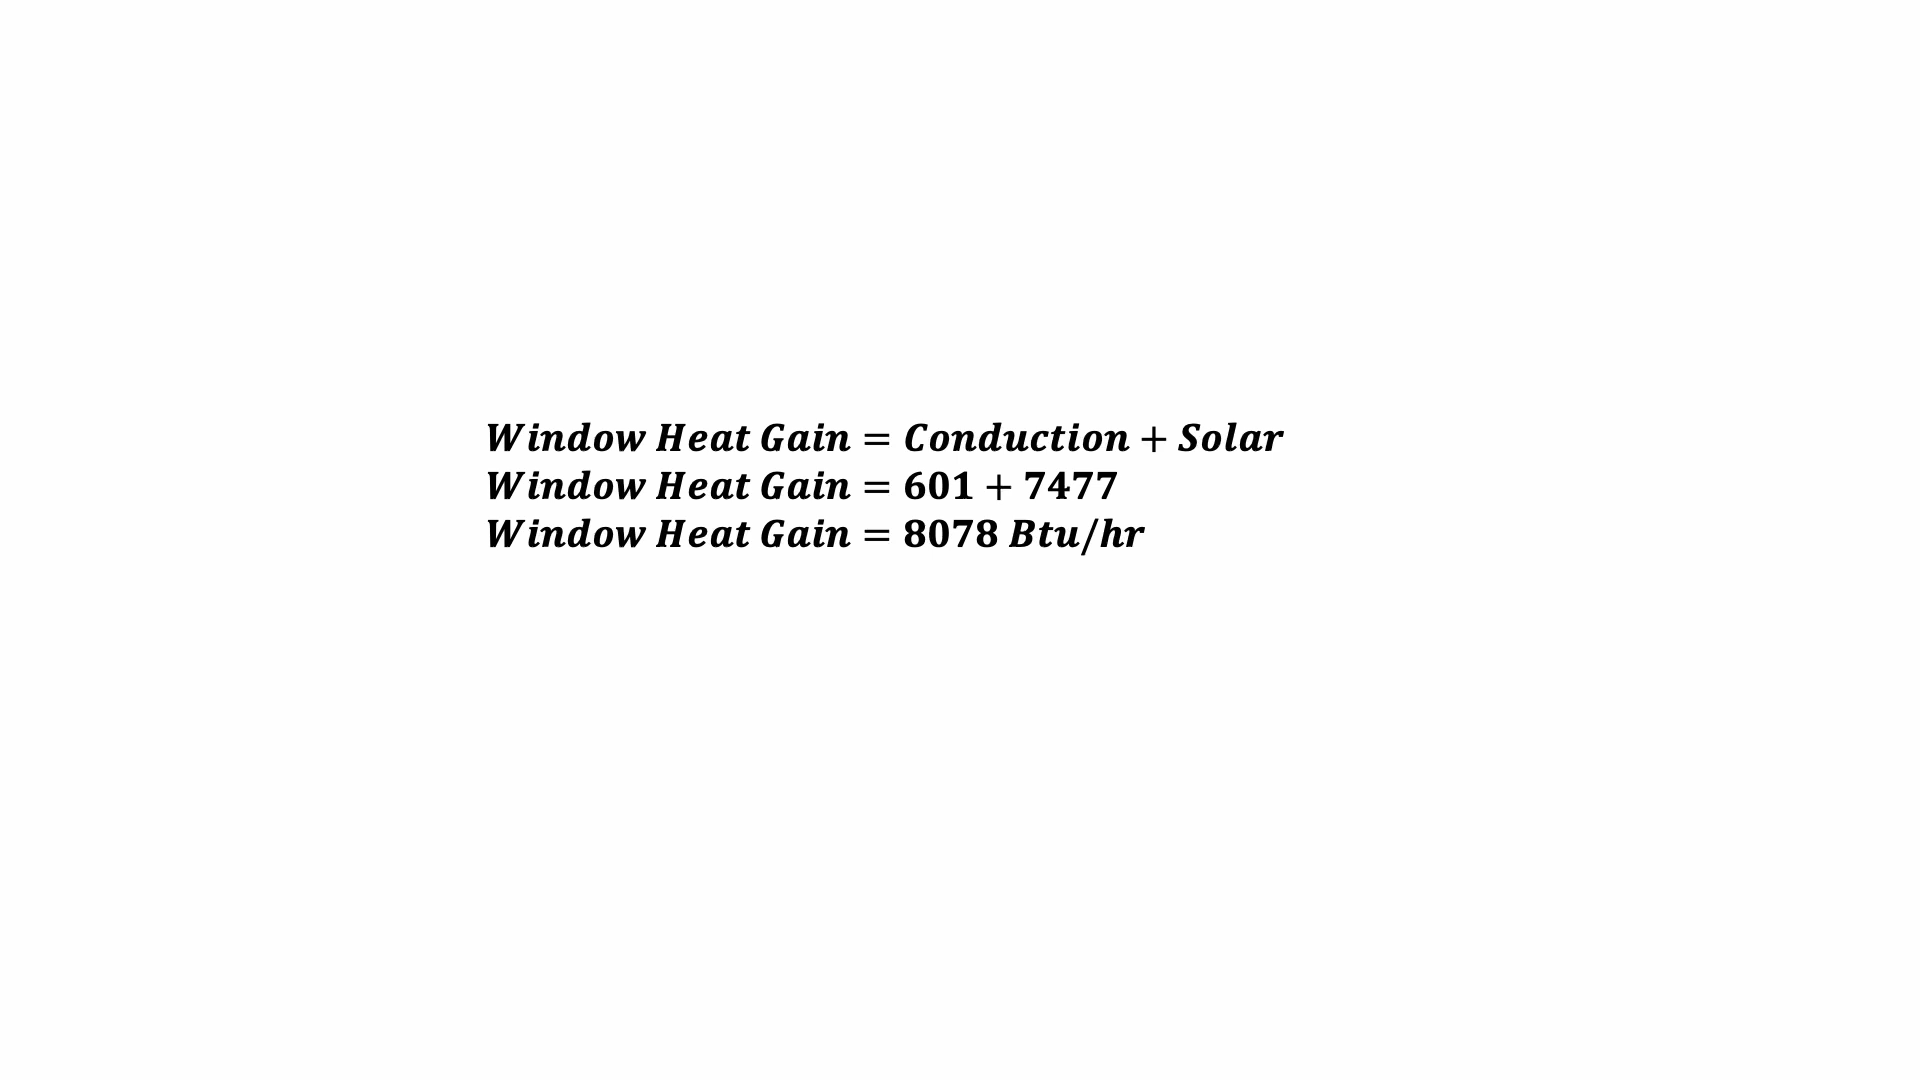 Window Heat Gain = Conduction + Solar
Window Heat Gain = 601 + 7477
Window Heat Gain = 8078 Btu/hr